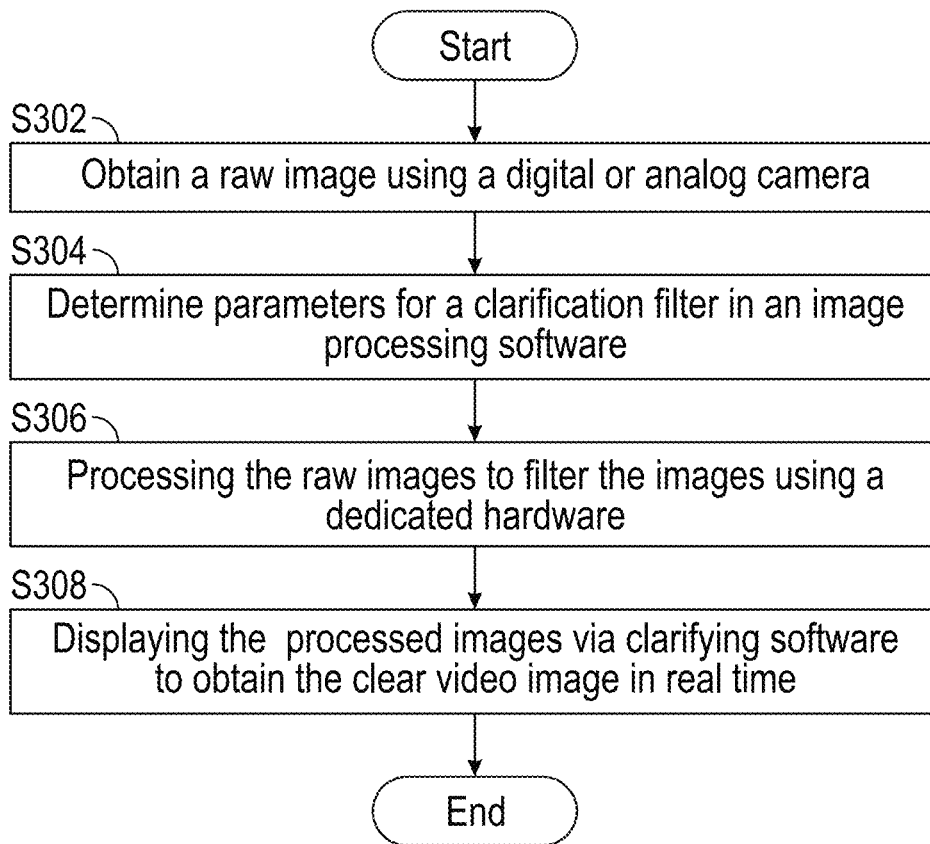 Start
S302
Obtain a raw image using a digital or analog camera
S304
Determine parameters for a clarification filter in an image
processing software
S306
Processing the raw images to filter the images using a
dedicated hardware
S308
Displaying the processed images via clarifying software
to obtain the clear video image in real time
End